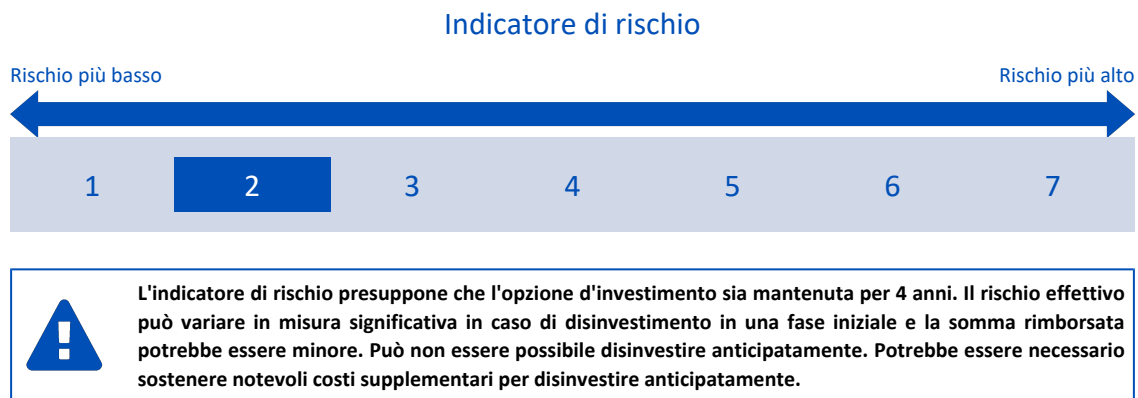 Indicatore di rischio
Rischio più basso
Rischio più alto
1 2 3 4 5 6 7
L'indicatore di rischio presuppone che l'opzione d'investimento sia mantenuta per 4 anni. Il rischio effettivo
può variare in misura significativa in caso di disinvestimento in una fase iniziale e la somma rimborsata
potrebbe essere minore. Può non essere possibile disinvestire anticipatamente. Potrebbe essere necessario
sostenere notevoli costi supplementari per disinvestire anticipatamente.